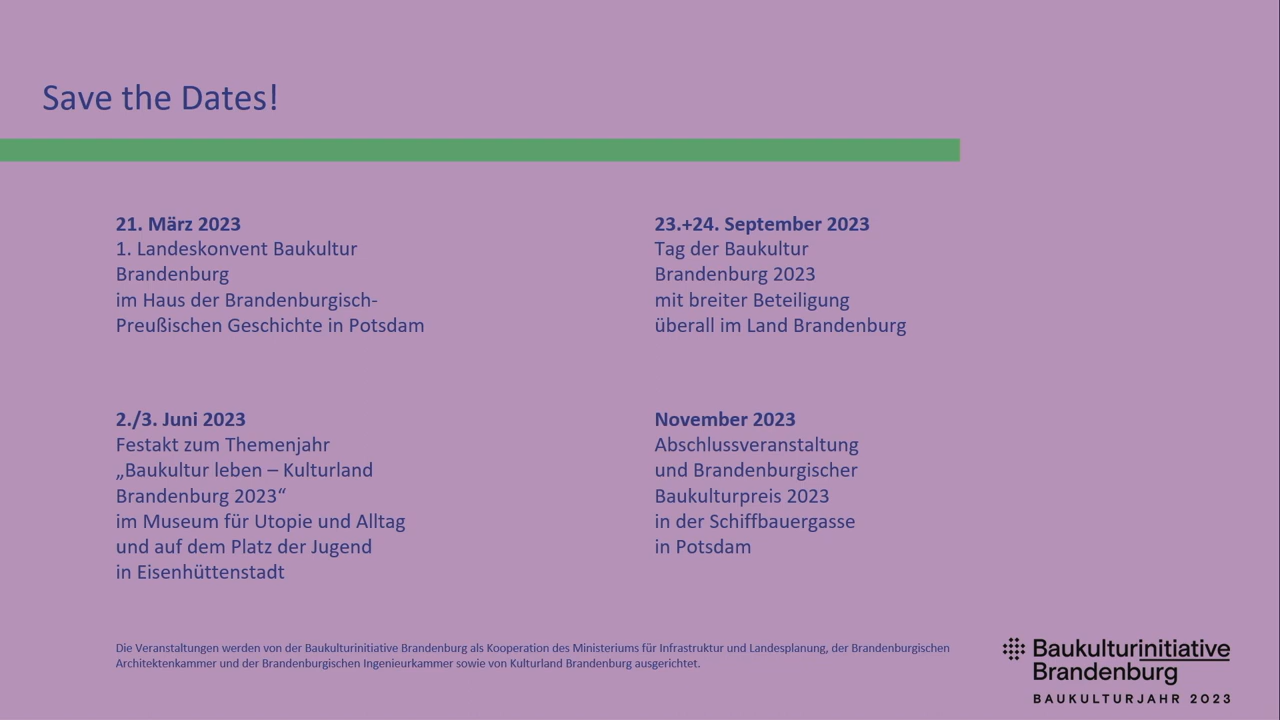 Save the Dates!
21. März 2023
1. Landeskonvent Baukultur
Brandenburg
im Haus der Brandenburgisch-
Preußischen Geschichte in Potsdam
2./3. Juni 2023
Festakt zum Themenjahr
„Baukultur leben – Kulturland
Brandenburg 2023“
im Museum für Utopie und Alltag
und auf dem Platz der Jugend
in Eisenhüttenstadt
23.+24. September 2023
Tag der Baukultur
Brandenburg 2023
mit breiter Beteiligung
überall im Land Brandenburg
November 2023
Abschlussveranstaltung
und Brandenburgischer
Baukulturpreis 2023
in der Schiffbauergasse
in Potsdam
Die Veranstaltungen werden von der Baukulturinitiative Brandenburg als Kooperation des Ministeriums für Infrastruktur und Landesplanung, der Brandenburgischen
Architektenkammer und der Brandenburgischen Ingenieurkammer sowie von Kulturland Brandenburg ausgerichtet.
Baukulturinitiative
Brandenburg
BAUKULTURJAHR 2023